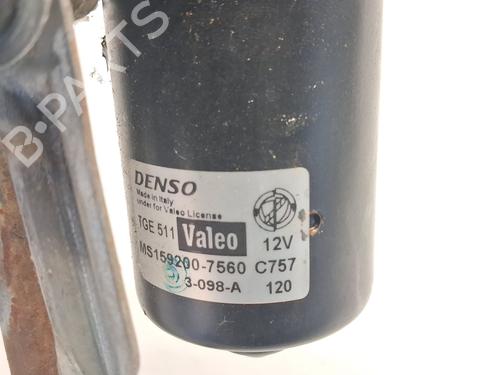 B-PARTS
DENSO
Made in Italy
under for Valeo License
TGE 511 Valeo 12V
MS159200-7560 C757
3-098-A 120